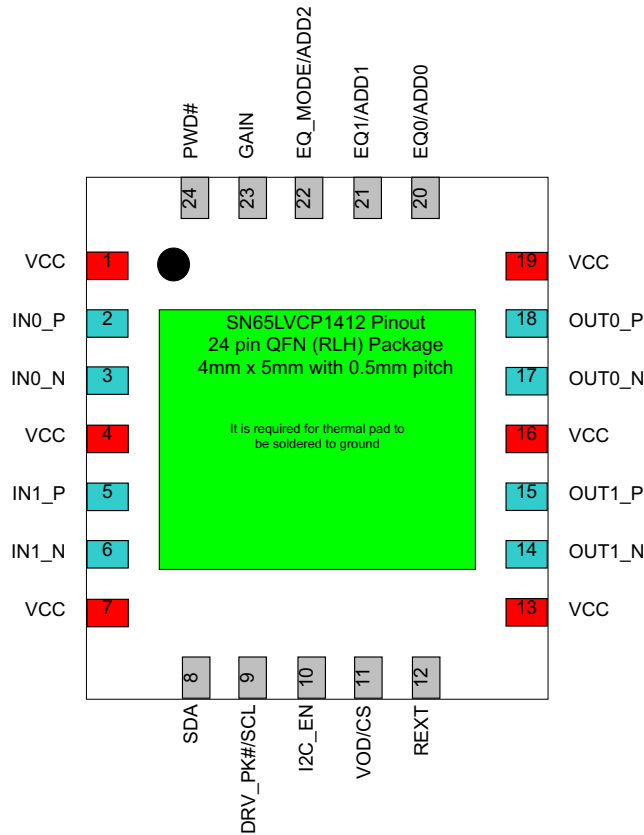 PWD#
GAIN
EQ_MODE/ADD2
EQ1/ADD1
EQ0/ADD0
24
23
22
21
20
VCC
1
19
VCC
IN0_P
2
18
OUT0_P
IN0_N
3
17
OUT0_N
VCC
4
16
VCC
IN1_P
5
15
OUT1_P
IN1_N
6
14
OUT1_N
VCC
7
13
VCC
SN65LVCP1412 Pinout
24 pin QFN (RLH) Package
4mm x 5mm with 0.5mm pitch
It is required for thermal pad to
be soldered to ground
8
9
10
11
12
SDA
DRV_PK#/SCL
I2C_EN
VOD/CS
REXT